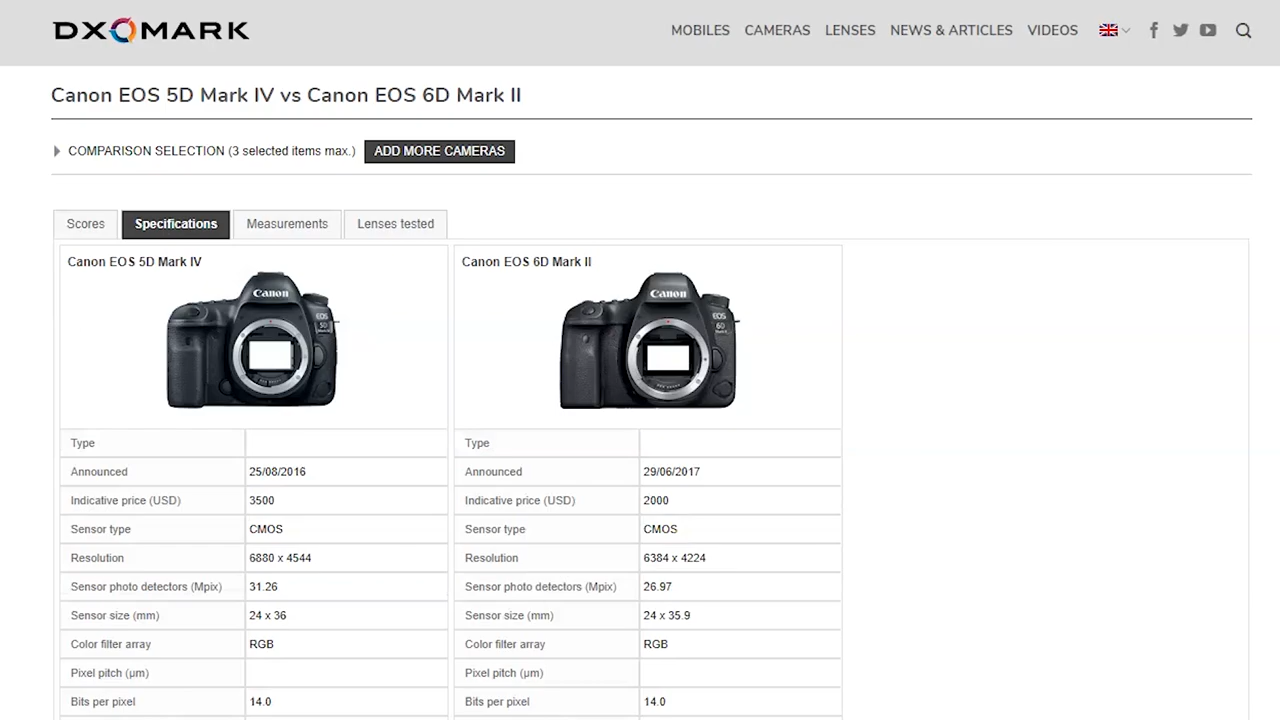 DXOMARK
MOBILES CAMERAS LENSES NEWS & ARTICLES VIDEOS
Canon EOS 5D Mark IV vs Canon EOS 6D Mark II
COMPARISON SELECTION (3 selected items max.) ADD MORE CAMERAS
Scores Specifications Measurements Lenses tested
Canon EOS 5D Mark IV Canon EOS 6D Mark II
Canon Canon
EOS EOS
5D 6D
Type Type
Announced 25/08/2016 Announced 29/06/2017
Indicative price (USD) 3500 Indicative price (USD) 2000
Sensor type CMOS Sensor type CMOS
Resolution 6880 x 4544 Resolution 6384 x 4224
Sensor photo detectors (Mpix) 31.26 Sensor photo detectors (Mpix) 26.97
Sensor size (mm) 24 x 36 Sensor size (mm) 24 x 35.9
Color filter array RGB Color filter array RGB
Pixel pitch (µm) Pixel pitch (µm)
Bits per pixel 14.0 Bits per pixel 14.0